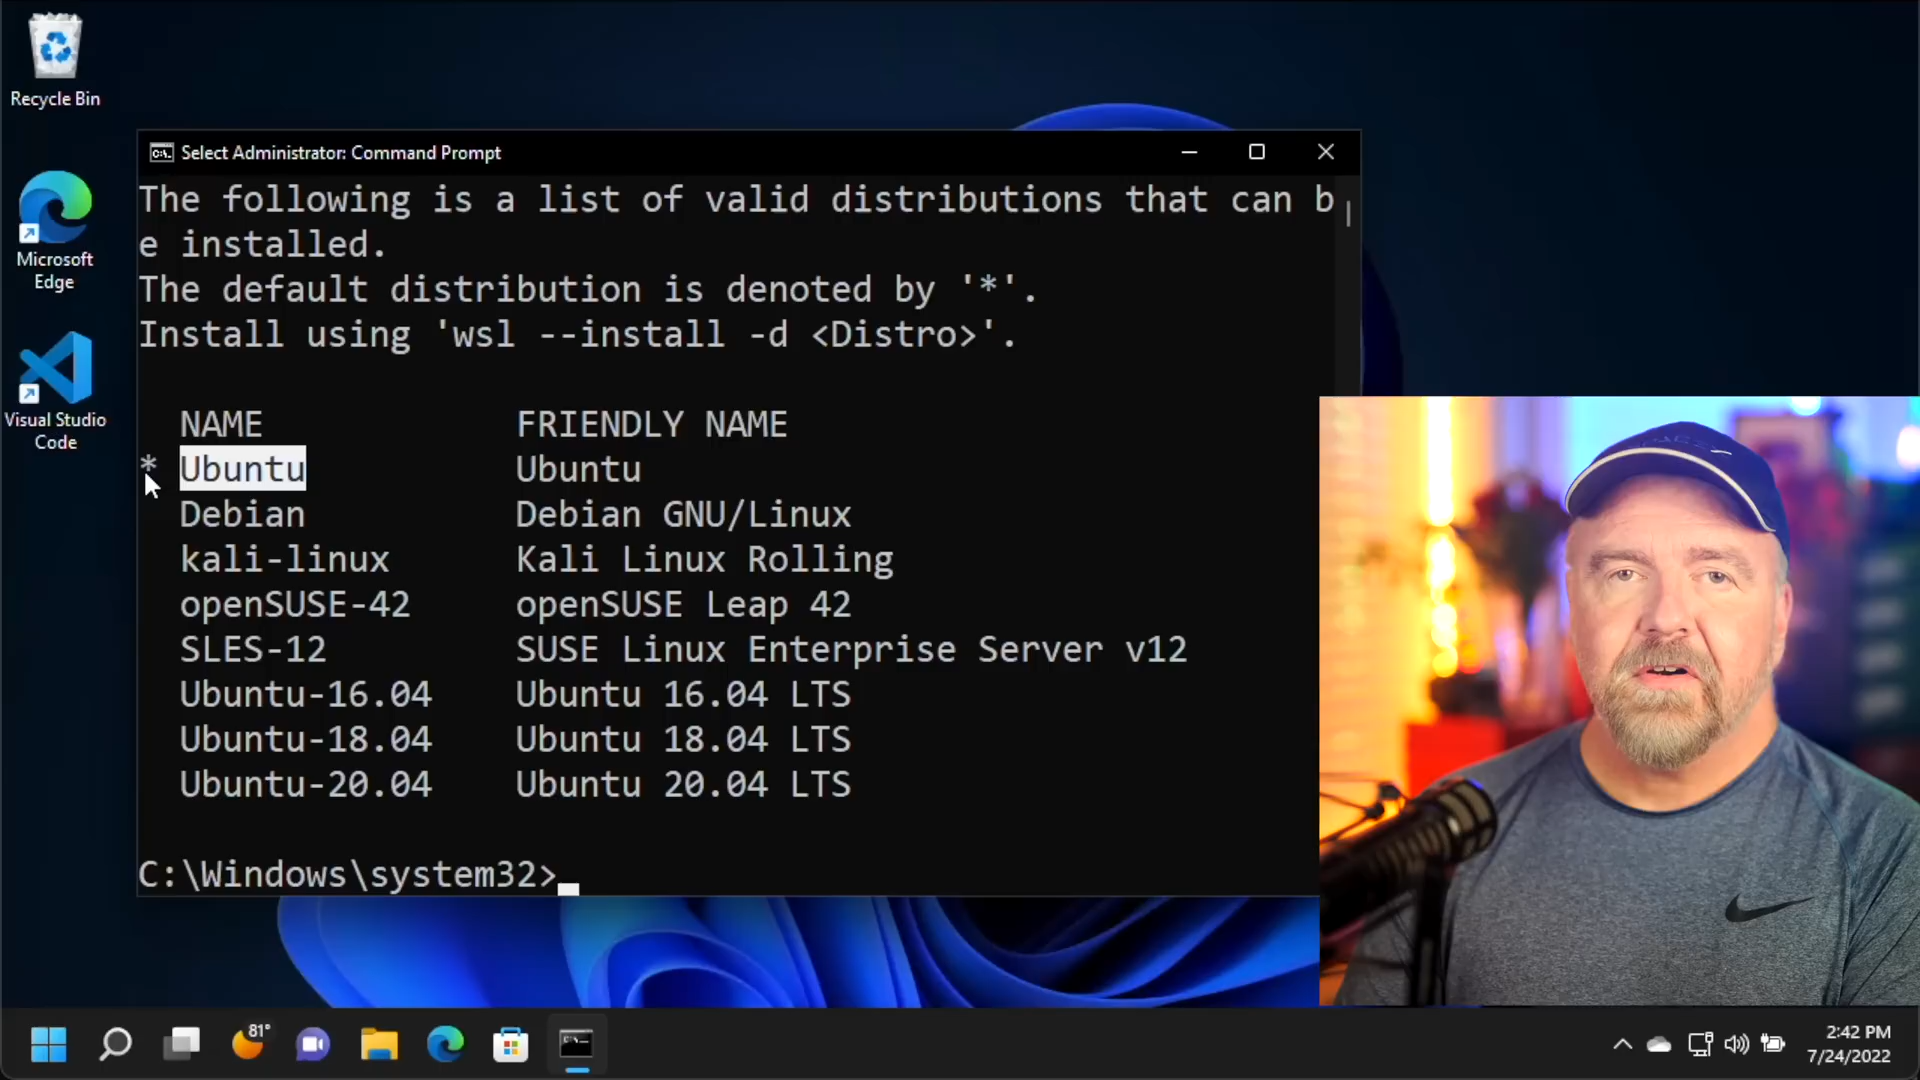 Recycle Bin
Microsoft
Edge
Visual Studio
Code
Select Administrator: Command Prompt
The following is a list of valid distributions that can b
e installed.
The default distribution is denoted by '*'.
Install using 'wsl --install -d <Distro>'.
NAME FRIENDLY NAME
* Ubuntu Ubuntu
Debian Debian GNU/Linux
kali-linux Kali Linux Rolling
openSUSE-42 openSUSE Leap 42
SLES-12 SUSE Linux Enterprise Server v12
Ubuntu-16.04 Ubuntu 16.04 LTS
Ubuntu-18.04 Ubuntu 18.04 LTS
Ubuntu-20.04 Ubuntu 20.04 LTS
C:\Windows\system32>
81°
2:42 PM
7/24/2022